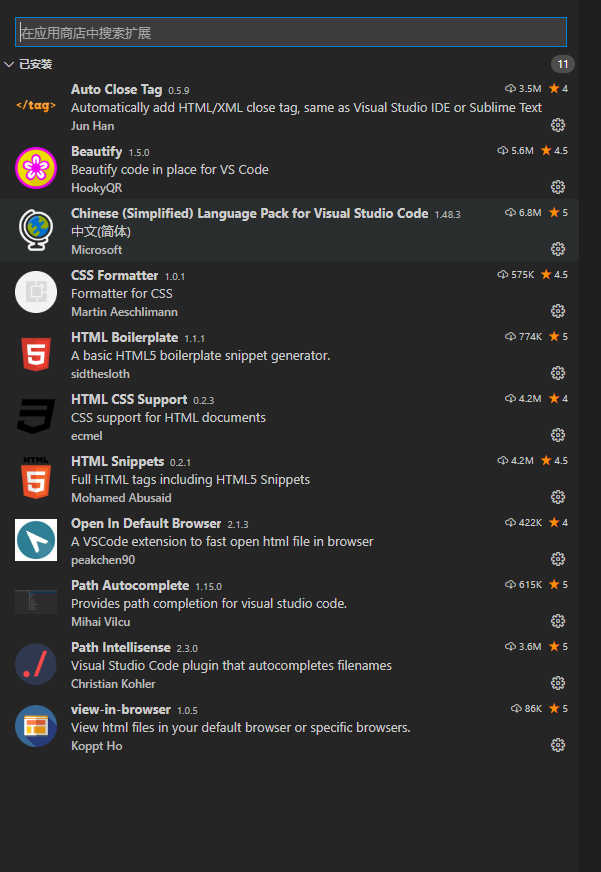 在应用商店中搜索扩展
已安装 11
</tag> Auto Close Tag 0.5.9 3.5M 4
Automatically add HTML/XML close tag, same as Visual Studio IDE or Sublime Text
Jun Han
Beautify 1.5.0 5.6M 4.5
Beautify code in place for VS Code
HookyQR
Chinese (Simplified) Language Pack for Visual Studio Code 1.48.3 6.8M 5
中文(简体)
Microsoft
CSS Formatter 1.0.1 575K 4.5
Formatter for CSS
Martin Aeschlimann
HTML Boilerplate 1.1.1 774K 5
A basic HTML5 boilerplate snippet generator.
sidthesloth
HTML CSS Support 0.2.3 4.2M 4
CSS support for HTML documents
ecmel
HTML HTML Snippets 0.2.1 4.2M 4.5
Full HTML tags including HTML5 Snippets
Mohamed Abusaid
Open In Default Browser 2.1.3 422K 4
A VSCode extension to fast open html file in browser
peakchen90
Path Autocomplete 1.15.0 615K 5
Provides path completion for visual studio code.
Mihai Vilcu
./ Path Intellisense 2.3.0 3.6M 5
Visual Studio Code plugin that autocompletes filenames
Christian Kohler
view-in-browser 1.0.5 86K 5
View html files in your default browser or specific browsers.
Koppt Ho